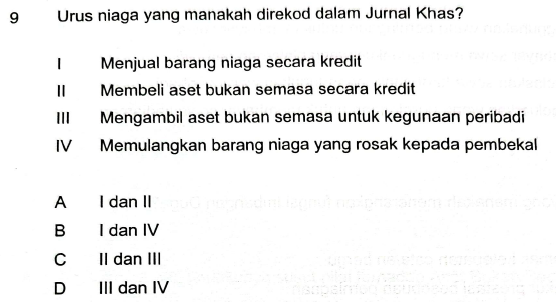 9 Urus niaga yang manakah direkod dalam Jurnal Khas?
I Menjual barang niaga secara kredit
II Membeli aset bukan semasa secara kredit
III Mengambil aset bukan semasa untuk kegunaan peribadi
IV Memulangkan barang niaga yang rosak kepada pembekal
A I dan II
B I dan IV
C II dan III
D III dan IV